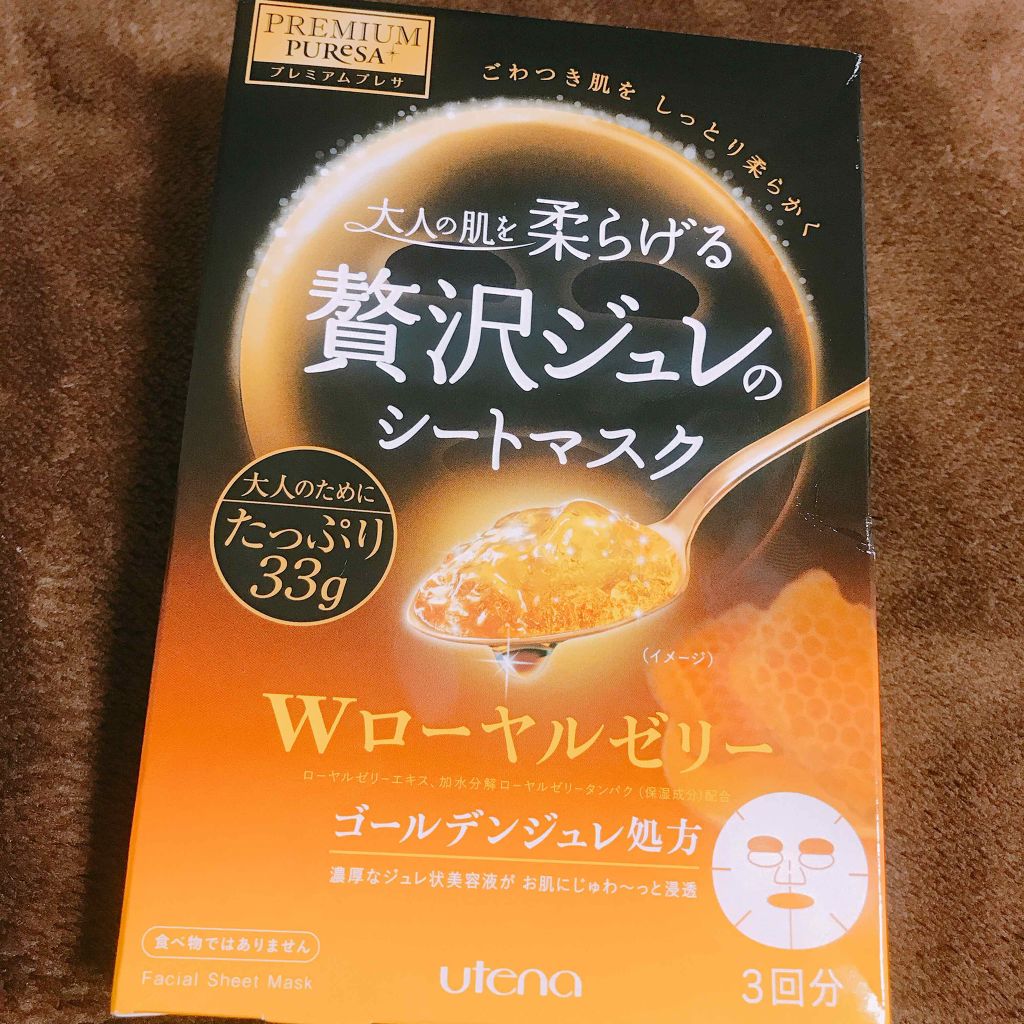 PREMIUM
PUReSA
プレミアムプレサ
ごわつき肌を しっとり柔らかく
大人の肌を 柔らげる
贅沢ジュレの
シートマスク
大人のために
たっぷり
33g
(イメージ)
Wローヤルゼリー
ローヤルゼリーエキス、加水分解ローヤルゼリータンパク(保湿成分)配合
ゴールデンジュレ処方
濃厚なジュレ状美容液が お肌にじゅわ〜っと浸透
食べ物ではありません
Facial Sheet Mask
utena
3回分